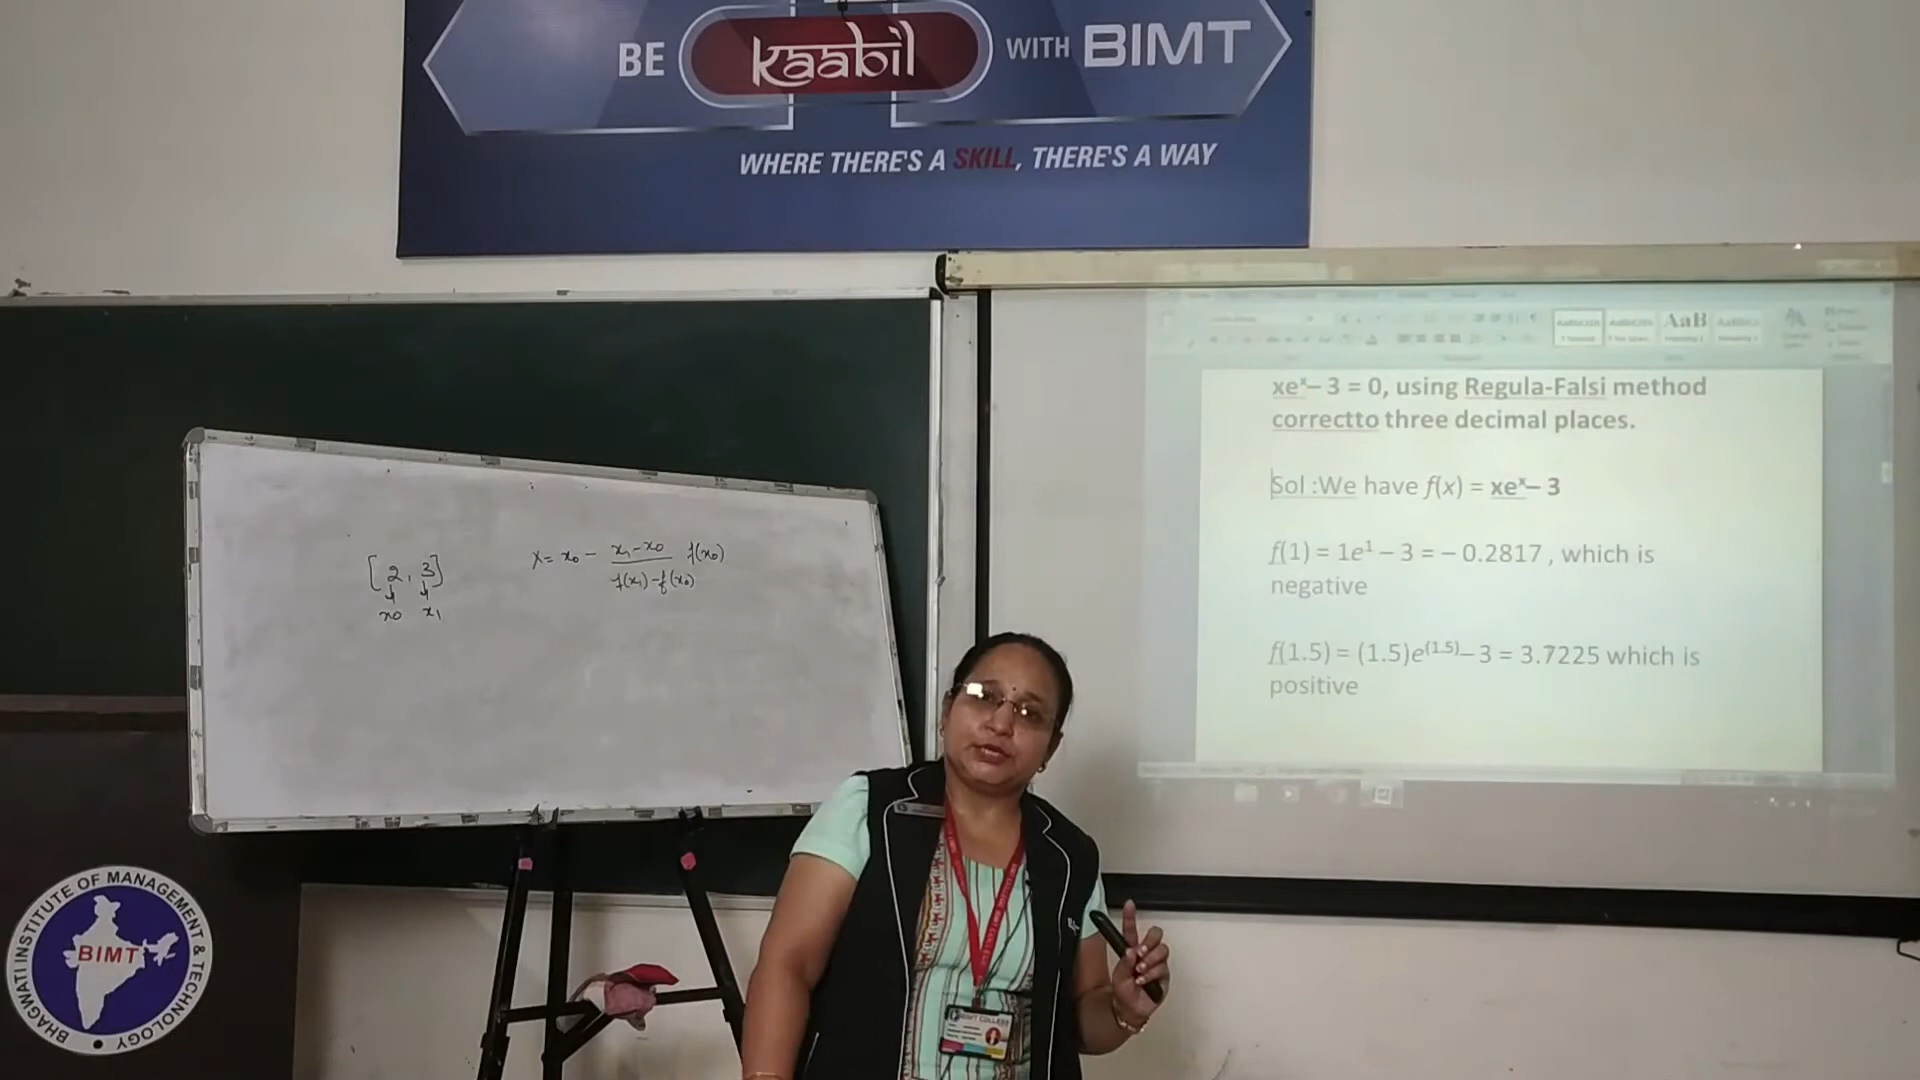 BE kaabil WITH BIMT
WHERE THERE'S A SKILL, THERE'S A WAY
[2, 3]
x0 x1
X = x0 - (x1-x0)/(f(x1)-f(x0)) f(x0)
AaB
xeˣ– 3 = 0, using Regula-Falsi method
correctto three decimal places.
Sol :We have f(x) = xeˣ– 3
f(1) = 1e¹ – 3 = – 0.2817 , which is
negative
f(1.5) = (1.5)e⁽¹·⁵⁾– 3 = 3.7225 which is
positive
BHAGWATI INSTITUTE OF MANAGEMENT & TECHNOLOGY
BIMT
BIMT COLLEGE